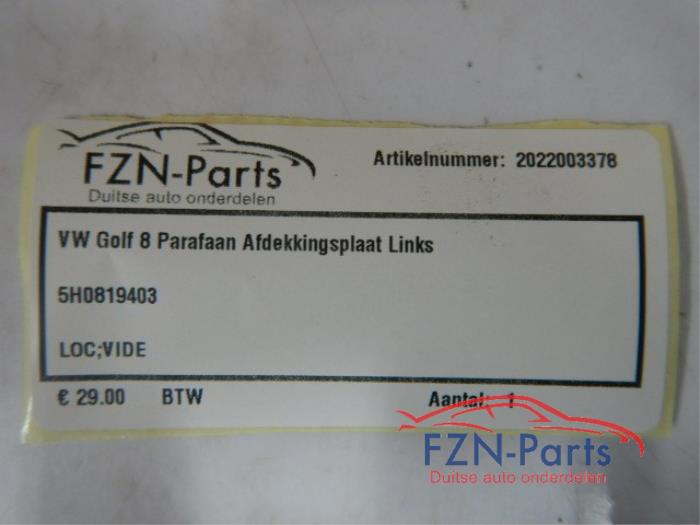 FZN-Parts
Duitse auto onderdelen
Artikelnummer: 2022003378
VW Golf 8 Parafaan Afdekkingsplaat Links
5H0819403
LOC;VIDE
€ 29.00 BTW Aantal: 1
FZN-Parts
Duitse auto onderdelen